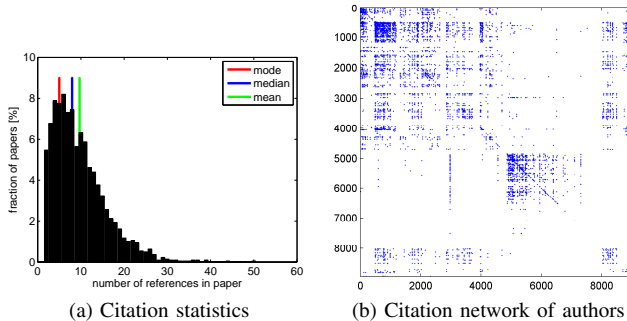 10
8
6
4
2
0
fraction of papers [%]
mode
median
mean
0 10 20 30 40 50 60
number of references in paper
(a) Citation statistics
0
1000
2000
3000
4000
5000
6000
7000
8000
0 2000 4000 6000 8000
(b) Citation network of authors